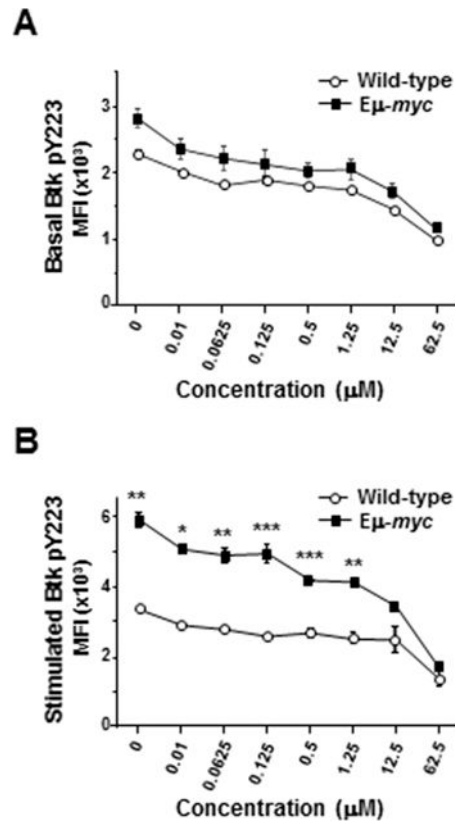 A
Wild-type
Eµ-myc
Basal Btk pY223
MFI (x10³)
3
2
1
0
0
0.01
0.0625
0.125
0.5
1.25
12.5
62.5
Concentration (µM)
B
Wild-type
Eµ-myc
Stimulated Btk pY223
MFI (x10³)
6
4
2
0
**
*
**
***
***
**
0
0.01
0.0625
0.125
0.5
1.25
12.5
62.5
Concentration (µM)